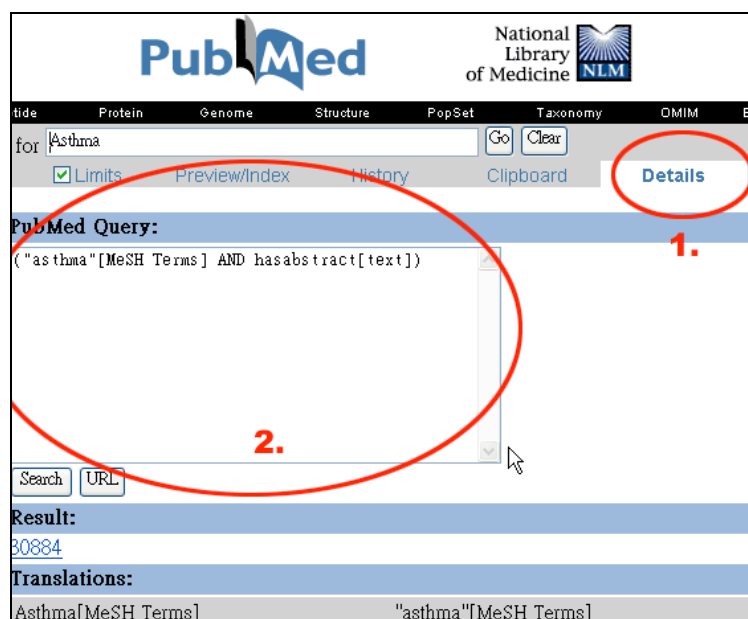 PubMed
National
Library
of Medicine NLM
tide Protein Genome Structure PopSet Taxonomy OMIM
for Asthma Go Clear
Limits Preview/Index History Clipboard Details
PubMed Query:
1.
("asthma"[MeSH Terms] AND hasabstract[text])
2.
Search URL
Result:
30884
Translations:
Asthma[MeSH Terms] "asthma"[MeSH Terms]